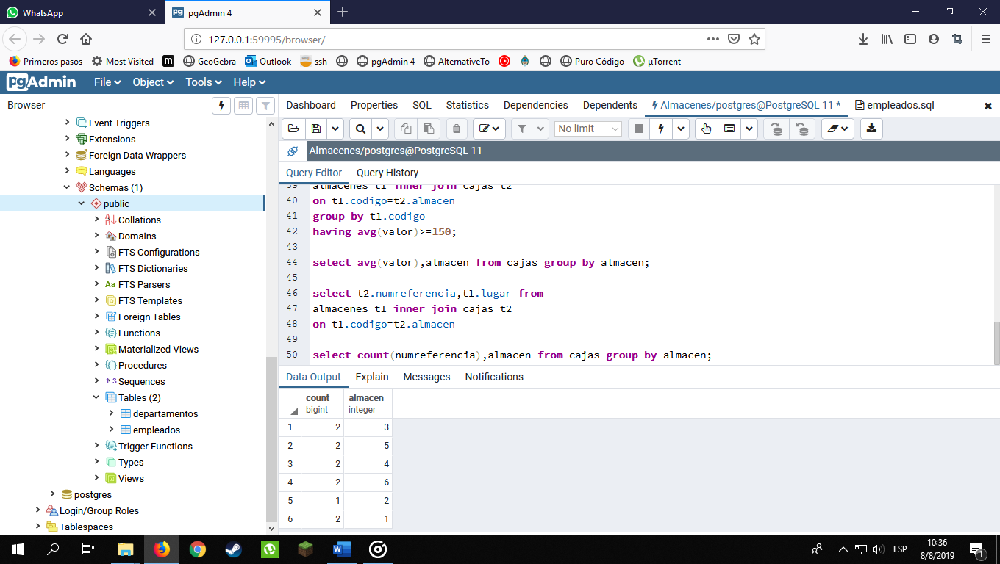 WhatsApp
pgAdmin 4
127.0.0.1:59995/browser/
Primeros pasos Most Visited m GeoGebra Outlook ssh pgAdmin 4 AlternativeTo Puro Código µTorrent
pgAdmin File Object Tools Help
Browser
Dashboard Properties SQL Statistics Dependencies Dependents Almacenes/postgres@PostgreSQL 11 * empleados.sql
No limit
Almacenes/postgres@PostgreSQL 11
Query Editor Query History
Event Triggers
Extensions
Foreign Data Wrappers
Languages
Schemas (1)
public
Collations
Domains
FTS Configurations
FTS Dictionaries
Aa FTS Parsers
FTS Templates
Foreign Tables
Functions
Materialized Views
Procedures
1..3 Sequences
Tables (2)
departamentos
empleados
Trigger Functions
Types
Views
postgres
Login/Group Roles
Tablespaces
39 almacenes t1 inner join cajas t2
40 on t1.codigo=t2.almacen
41 group by t1.codigo
42 having avg(valor)>=150;
43
44 select avg(valor),almacen from cajas group by almacen;
45
46 select t2.numreferencia,t1.lugar from
47 almacenes t1 inner join cajas t2
48 on t1.codigo=t2.almacen
49
50 select count(numreferencia),almacen from cajas group by almacen;
Data Output Explain Messages Notifications
count almacen
bigint integer
1 2 3
2 2 5
3 2 4
4 2 6
5 1 2
6 2 1
ESP
10:36
8/8/2019
1